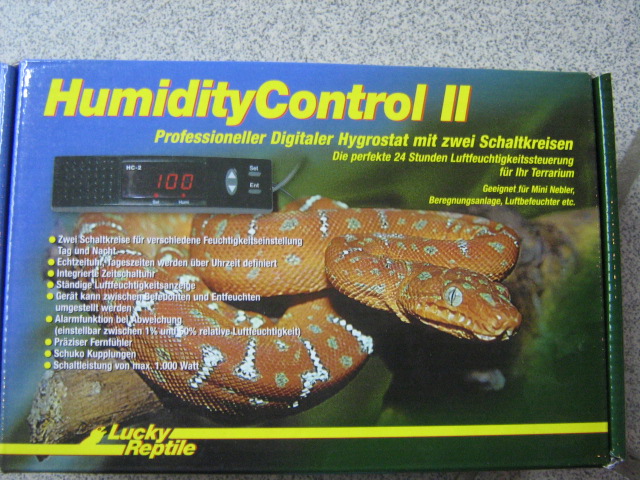 HumidityControl II
Professioneller Digitaler Hygrostat mit zwei Schaltkreisen
Die perfekte 24 Stunden Luftfeuchtigkeitssteuerung
für Ihr Terrarium
Geeignet für Mini Nebler,
Beregnungsanlage, Luftbefeuchter etc.
HC-2
100
Set
Ent
Set Humi
Zwei Schaltkreise für verschiedene Feuchtigkeitseinstellung
Tag und Nacht
Echtzeituhr, Tageszeiten werden über Uhrzeit definiert
Integrierte Zeitschaltuhr
Ständige Luftfeuchtigkeitsanzeige
Gerät kann zwischen Befeuchten und Entfeuchten
umgestellt werden
Alarmfunktion bei Abweichung
(einstellbar zwischen 1% und 50% relative Luftfeuchtigkeit)
Präziser Fernfühler
Schuko Kupplungen
Schaltleistung von max. 1.000 Watt
Lucky
Reptile